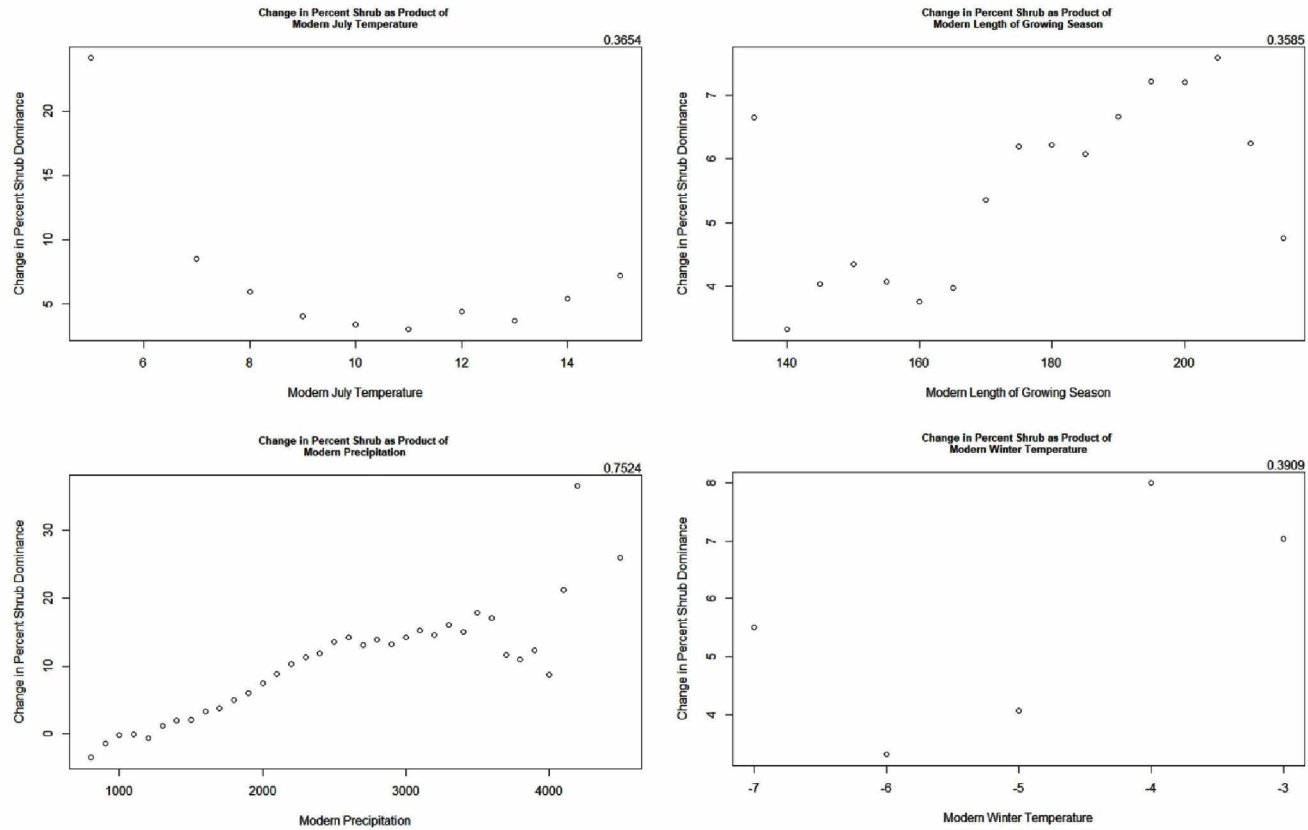 Change in Percent Shrub as Product of
Modern July Temperature
0.3654
Change in Percent Shrub Dominance
20
15
10
5
6
8
10
12
14
Modern July Temperature
Change in Percent Shrub as Product of
Modern Length of Growing Season
0.3585
Change in Percent Shrub Dominance
7
6
5
4
140
160
180
200
Modern Length of Growing Season
Change in Percent Shrub as Product of
Modern Precipitation
0.7524
Change in Percent Shrub Dominance
30
20
10
0
1000
2000
3000
4000
Modern Precipitation
Change in Percent Shrub as Product of
Modern Winter Temperature
0.3909
Change in Percent Shrub Dominance
8
7
6
5
4
-7
-6
-5
-4
-3
Modern Winter Temperature